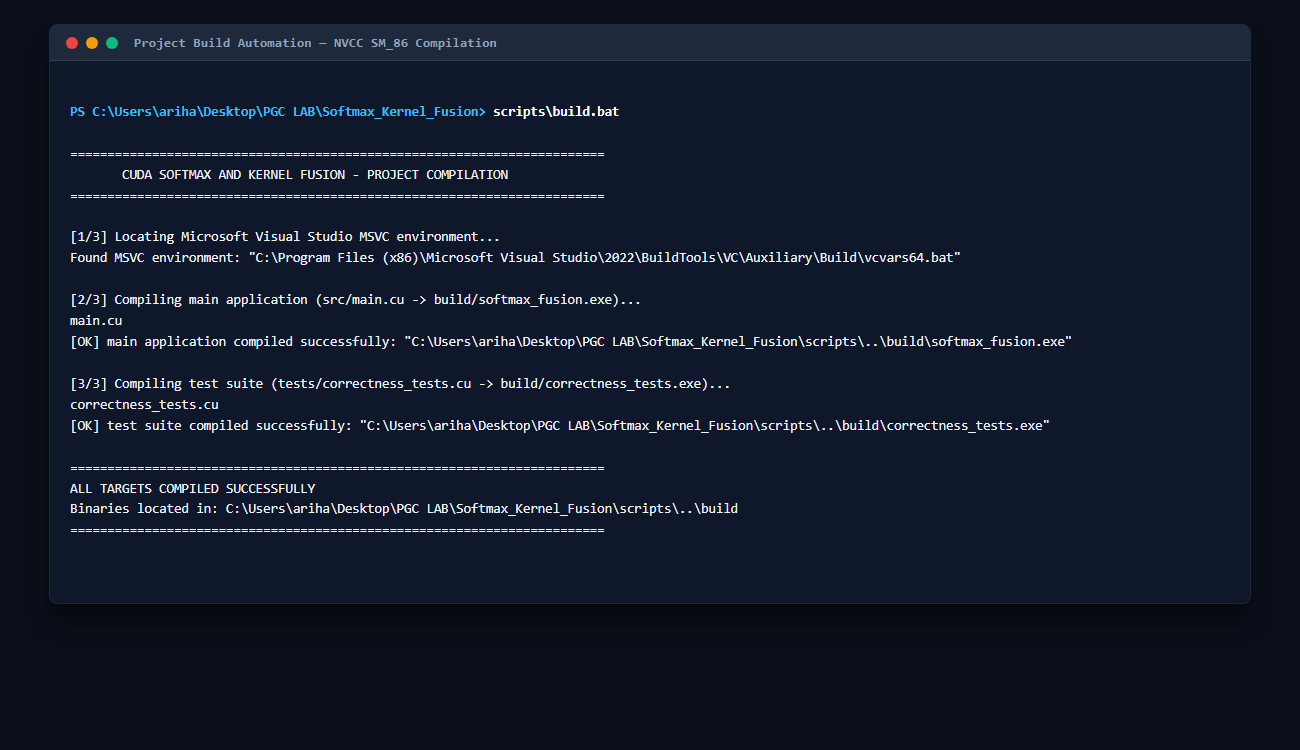 Project Build Automation — NVCC SM_86 Compilation
PS C:\Users\ariha\Desktop\PGC LAB\Softmax_Kernel_Fusion> scripts\build.bat
========================================================================
CUDA SOFTMAX AND KERNEL FUSION - PROJECT COMPILATION
========================================================================
[1/3] Locating Microsoft Visual Studio MSVC environment...
Found MSVC environment: "C:\Program Files (x86)\Microsoft Visual Studio\2022\BuildTools\VC\Auxiliary\Build\vcvars64.bat"
[2/3] Compiling main application (src/main.cu -> build/softmax_fusion.exe)...
main.cu
[OK] main application compiled successfully: "C:\Users\ariha\Desktop\PGC LAB\Softmax_Kernel_Fusion\scripts\..\build\softmax_fusion.exe"
[3/3] Compiling test suite (tests/correctness_tests.cu -> build/correctness_tests.exe)...
correctness_tests.cu
[OK] test suite compiled successfully: "C:\Users\ariha\Desktop\PGC LAB\Softmax_Kernel_Fusion\scripts\..\build\correctness_tests.exe"
========================================================================
ALL TARGETS COMPILED SUCCESSFULLY
Binaries located in: C:\Users\ariha\Desktop\PGC LAB\Softmax_Kernel_Fusion\scripts\..\build
========================================================================